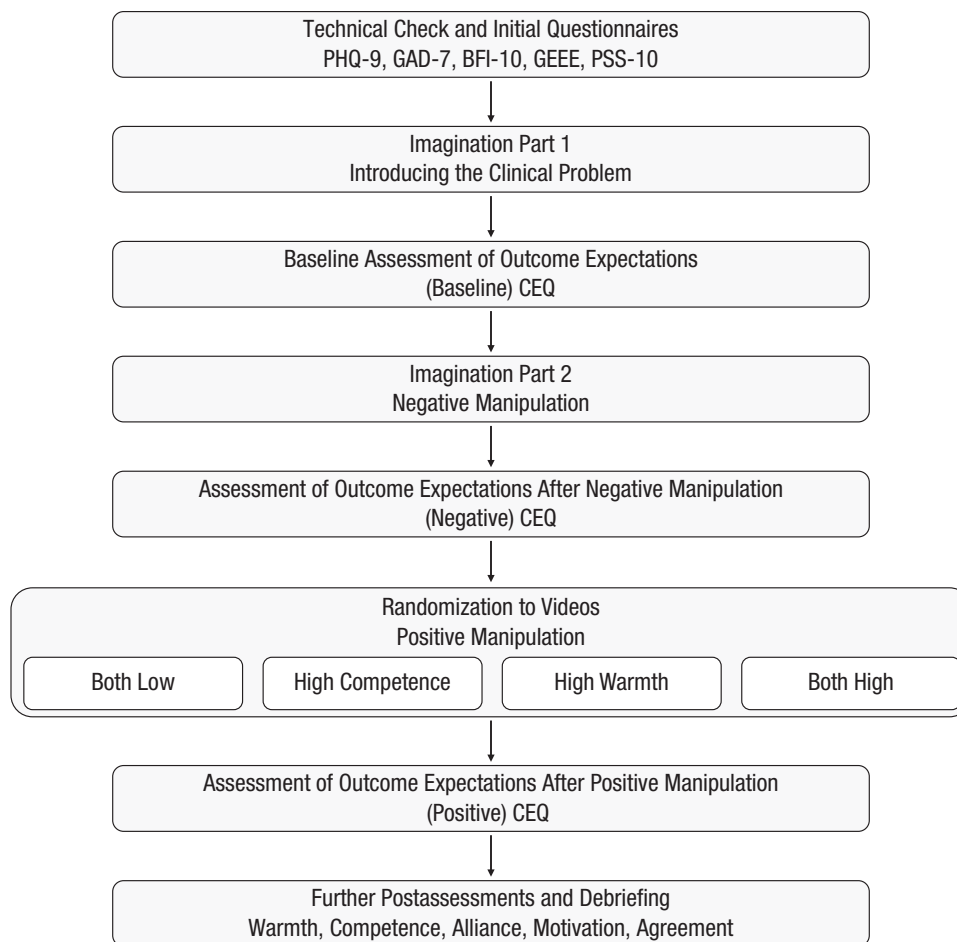 Technical Check and Initial Questionnaires
PHQ-9, GAD-7, BFI-10, GEEE, PSS-10
Imagination Part 1
Introducing the Clinical Problem
Baseline Assessment of Outcome Expectations
(Baseline) CEQ
Imagination Part 2
Negative Manipulation
Assessment of Outcome Expectations After Negative Manipulation
(Negative) CEQ
Randomization to Videos
Positive Manipulation
Both Low
High Competence
High Warmth
Both High
Assessment of Outcome Expectations After Positive Manipulation
(Positive) CEQ
Further Postassessments and Debriefing
Warmth, Competence, Alliance, Motivation, Agreement